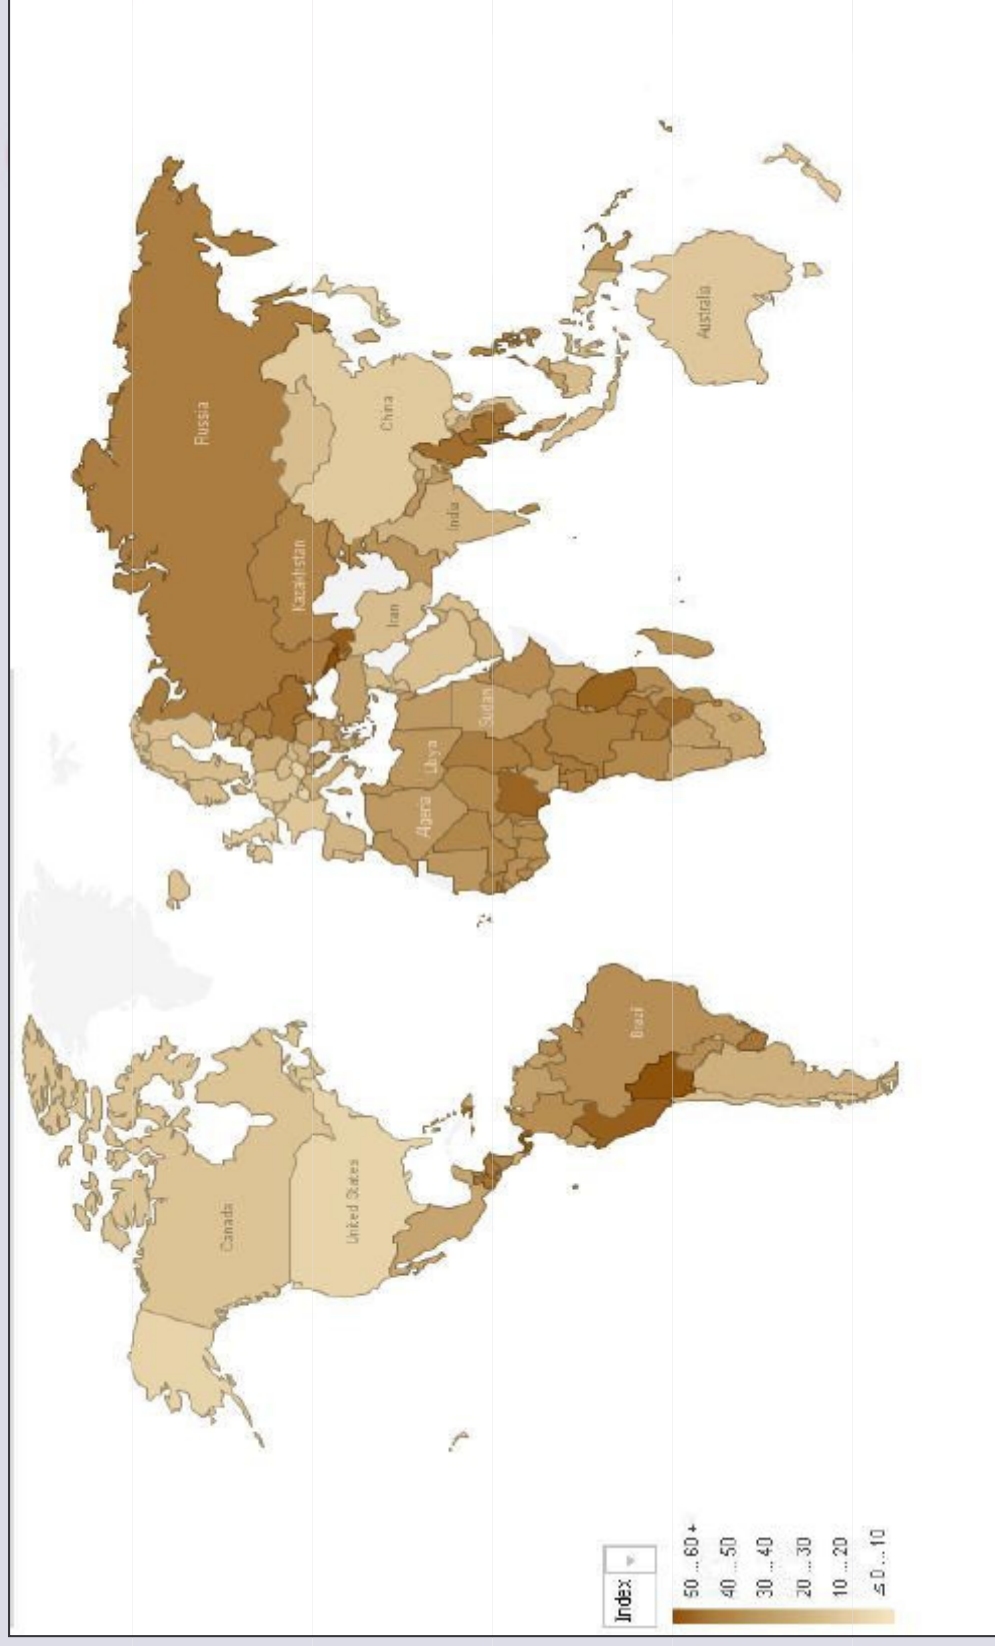 Russia
Canada
Kazakhstan
China
United States
Iran
Algeria
Libya
India
Sudan
Brazil
Australia
Index
50 ...60 +
40 ...50
30 ...40
20 ...30
10 ...20
≤0 ...10